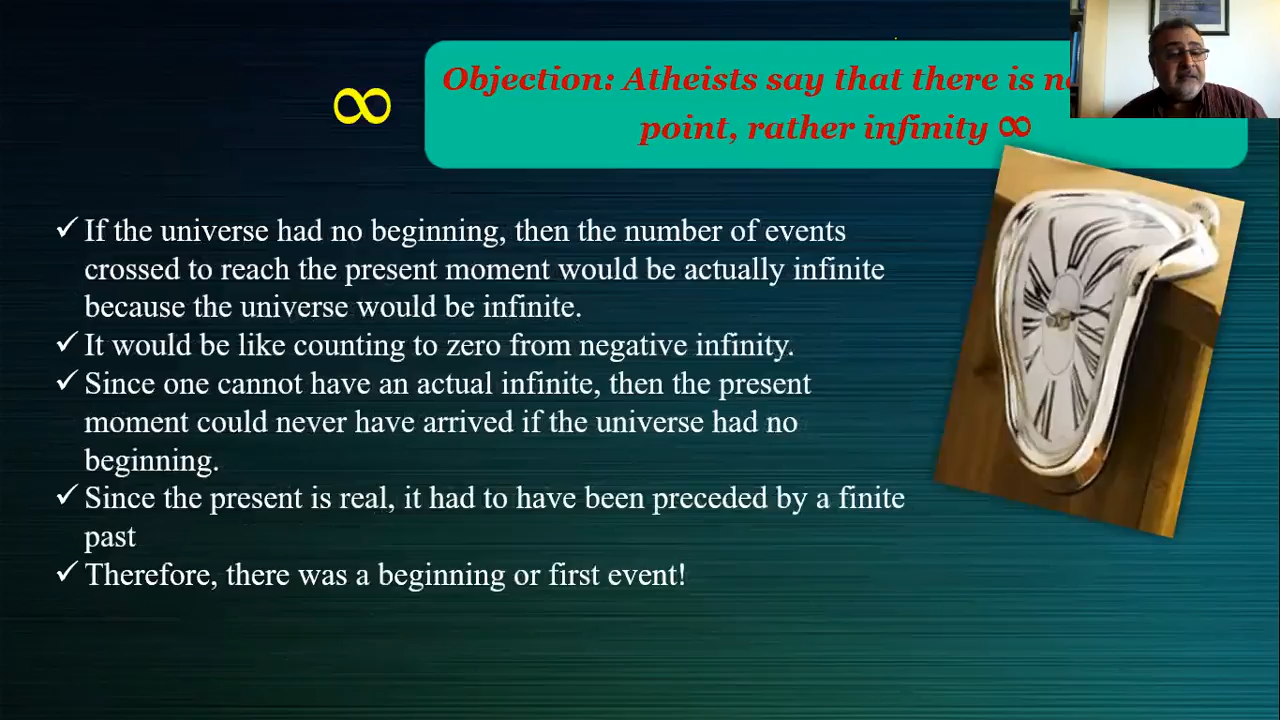 ∞
Objection: Atheists say that there is
point, rather infinity ∞
✓ If the universe had no beginning, then the number of events
crossed to reach the present moment would be actually infinite
because the universe would be infinite.
✓ It would be like counting to zero from negative infinity.
✓ Since one cannot have an actual infinite, then the present
moment could never have arrived if the universe had no
beginning.
✓ Since the present is real, it had to have been preceded by a finite
past
✓ Therefore, there was a beginning or first event!